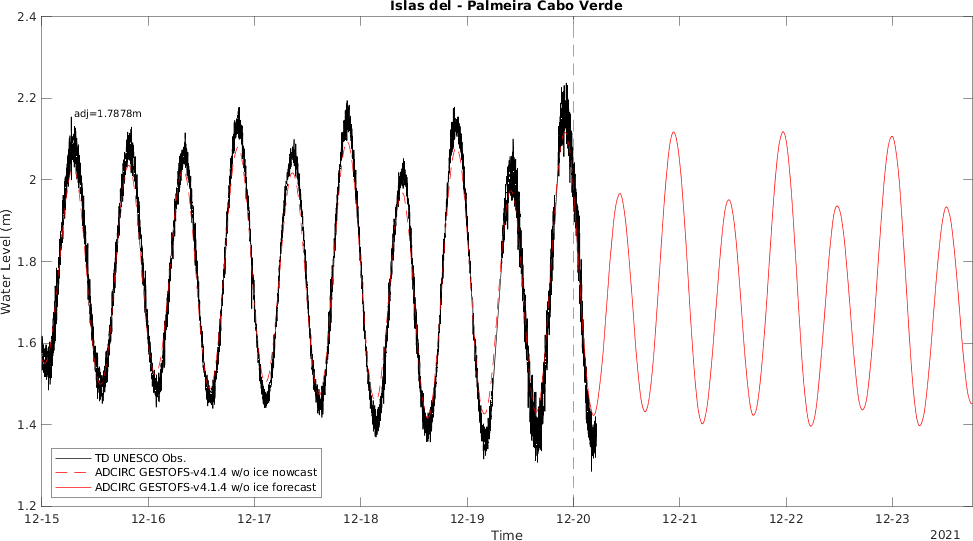 Islas del - Palmeira Cabo Verde
2.4
2.2
2
1.8
1.6
1.4
1.2
Water Level (m)
adj=1.7878m
TD UNESCO Obs.
ADCIRC GESTOFS-v4.1.4 w/o ice nowcast
ADCIRC GESTOFS-v4.1.4 w/o ice forecast
12-15 12-16 12-17 12-18 12-19 12-20 12-21 12-22 12-23
Time
2021